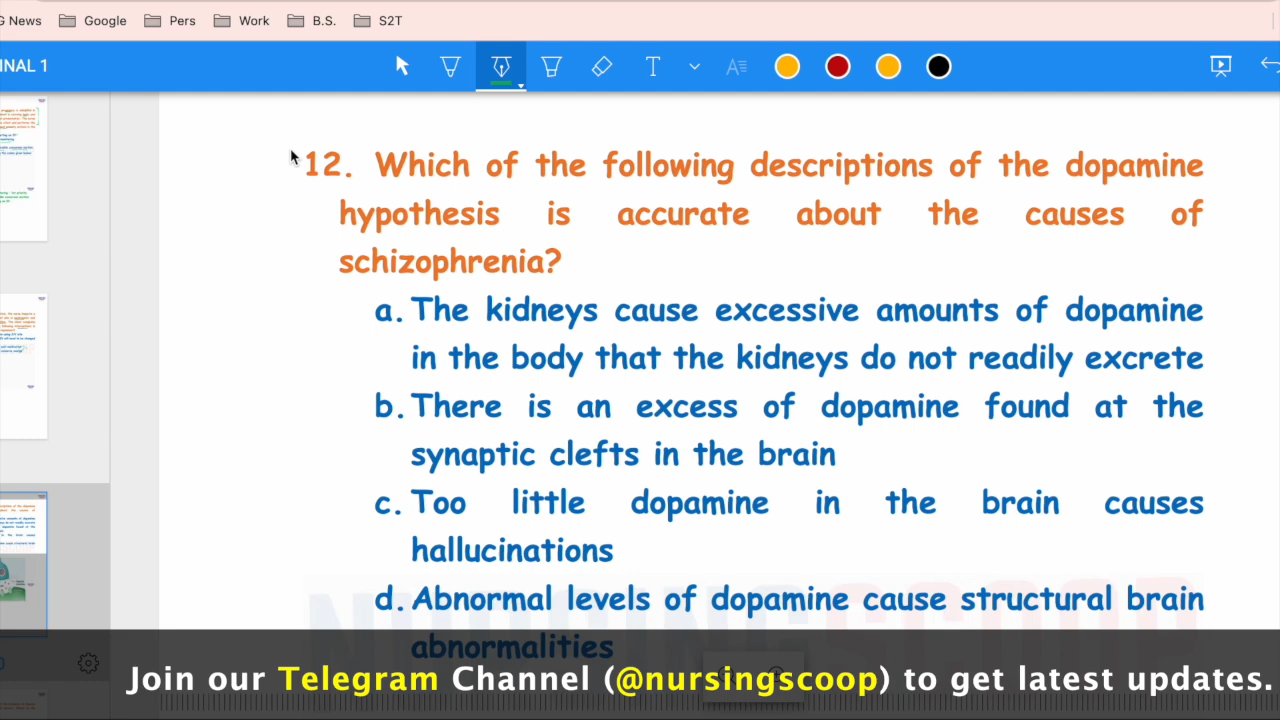 G News Google Pers Work B.S. S2T
INAL 1
12. Which of the following descriptions of the dopamine
hypothesis is accurate about the causes of
schizophrenia?
a. The kidneys cause excessive amounts of dopamine
in the body that the kidneys do not readily excrete
b. There is an excess of dopamine found at the
synaptic clefts in the brain
c. Too little dopamine in the brain causes
hallucinations
d. Abnormal levels of dopamine cause structural brain
abnormalities
NURSING SCOOP
Join our Telegram Channel (@nursingscoop) to get latest updates.